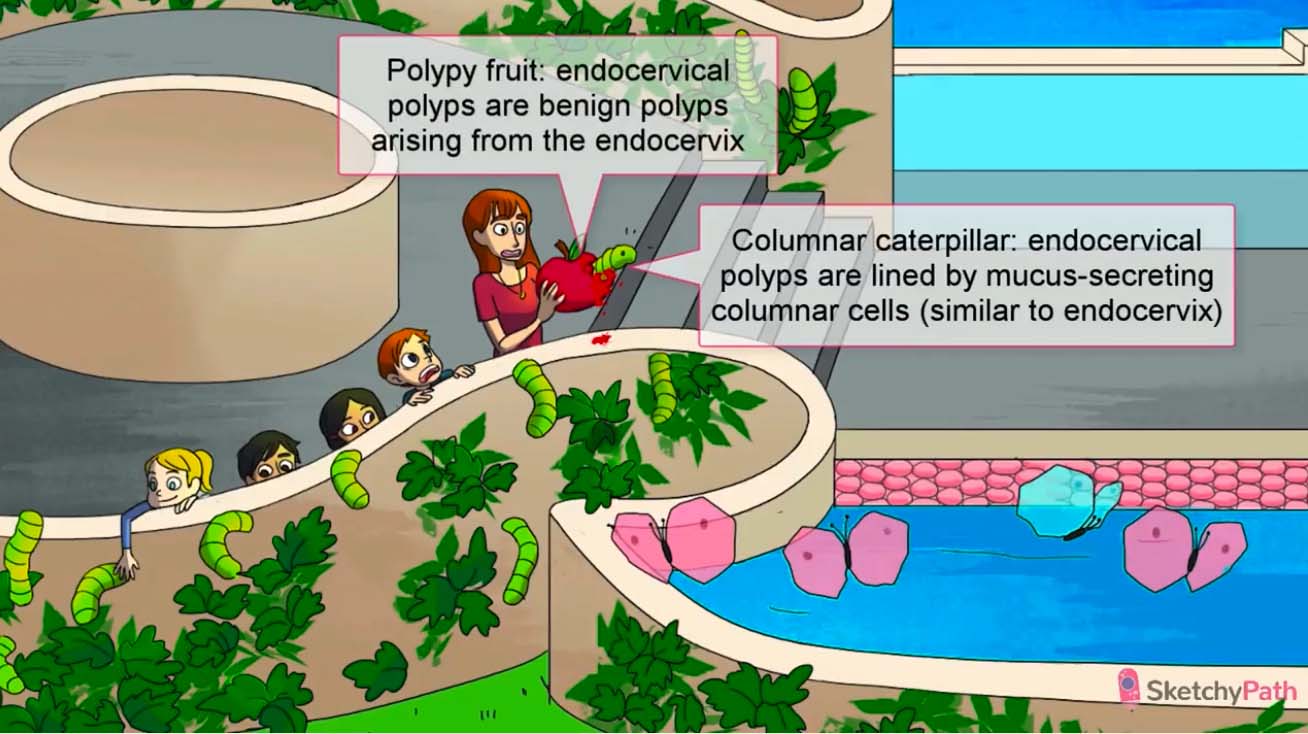 Polypy fruit: endocervical
polyps are benign polyps
arising from the endocervix
Columnar caterpillar: endocervical
polyps are lined by mucus-secreting
columnar cells (similar to endocervix)
SketchyPath